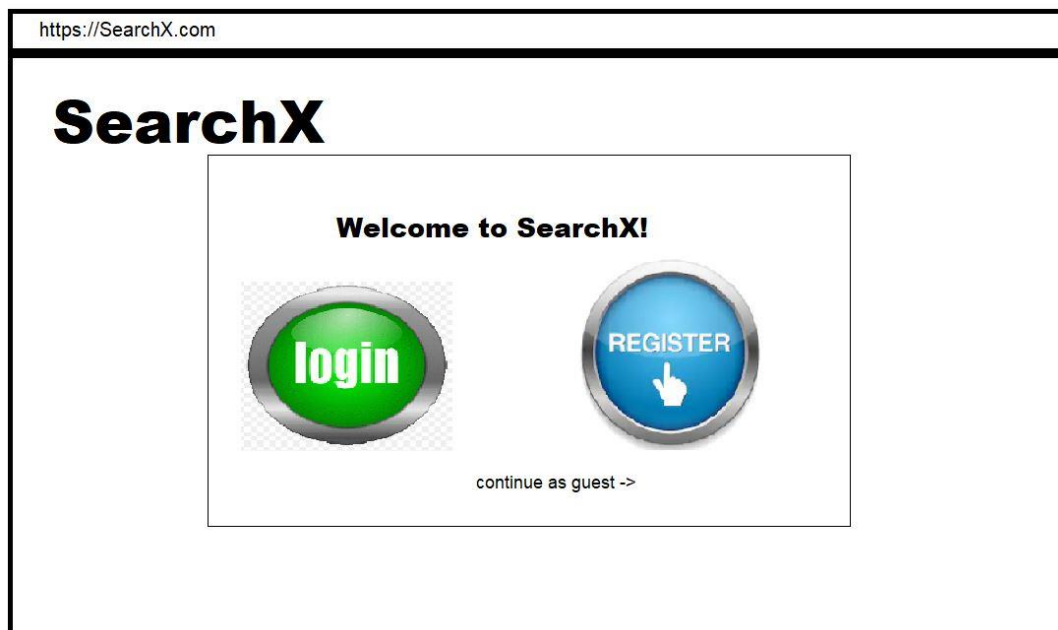 https://SearchX.com
SearchX
Welcome to SearchX!
login
REGISTER
continue as guest ->